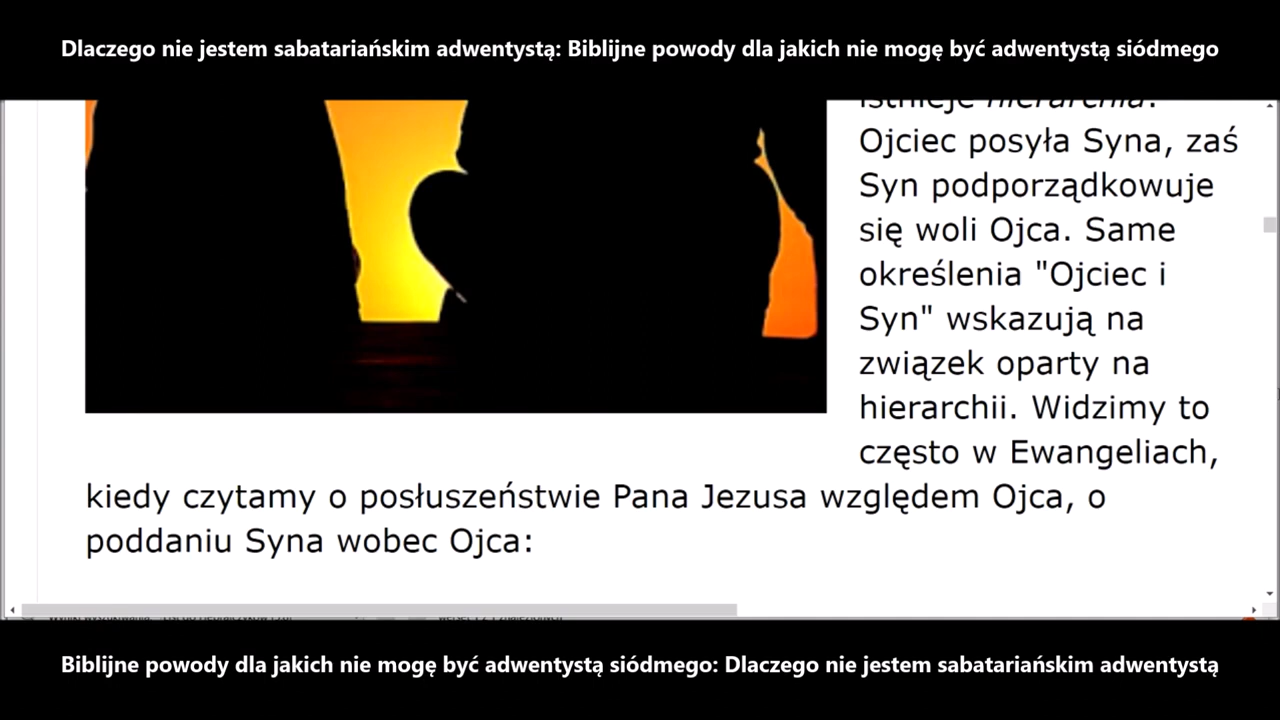 Dlaczego nie jestem sabatariańskim adwentystą: Biblijne powody dla jakich nie mogę być adwentystą siódmego
istnieje hierarchia.
Ojciec posyła Syna, zaś
Syn podporządkowuje
się woli Ojca. Same
określenia "Ojciec i
Syn" wskazują na
związek oparty na
hierarchii. Widzimy to
często w Ewangeliach,
kiedy czytamy o posłuszeństwie Pana Jezusa względem Ojca, o
poddaniu Syna wobec Ojca:
Biblijne powody dla jakich nie mogę być adwentystą siódmego: Dlaczego nie jestem sabatariańskim adwentystą